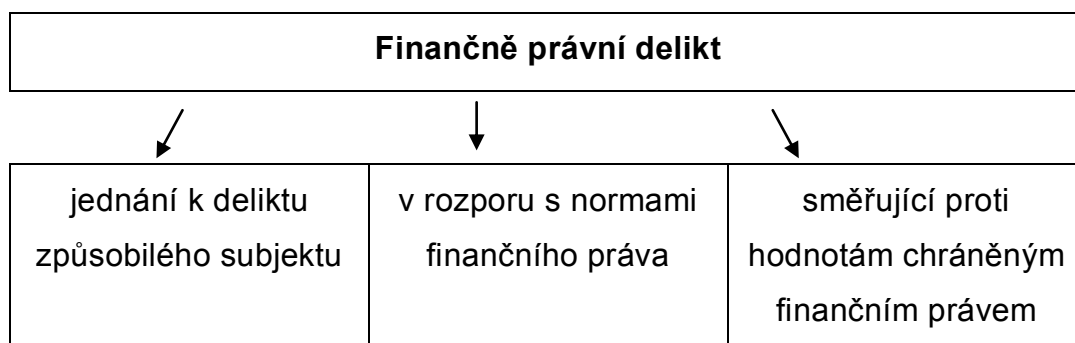 Finančně právní delikt
jednání k deliktu
způsobilého subjektu
v rozporu s normami
finančního práva
směřující proti
hodnotám chráněným
finančním právem